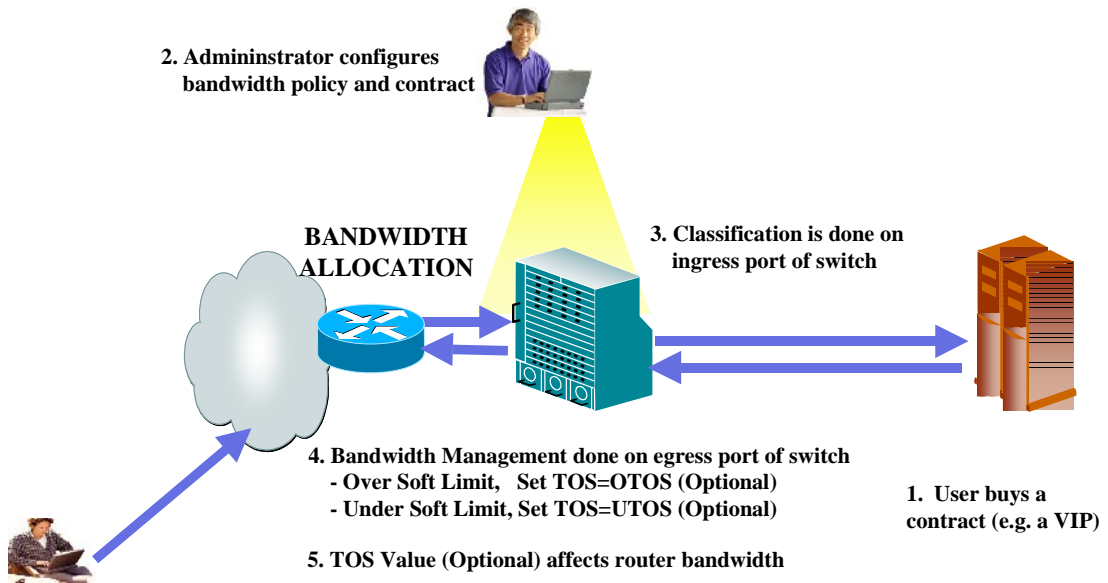 2. Admininstrator configures
bandwidth policy and contract
BANDWIDTH
ALLOCATION
3. Classification is done on
ingress port of switch
4. Bandwidth Management done on egress port of switch
- Over Soft Limit, Set TOS=OTOS (Optional)
- Under Soft Limit, Set TOS=UTOS (Optional)
5. TOS Value (Optional) affects router bandwidth
1. User buys a
contract (e.g. a VIP)